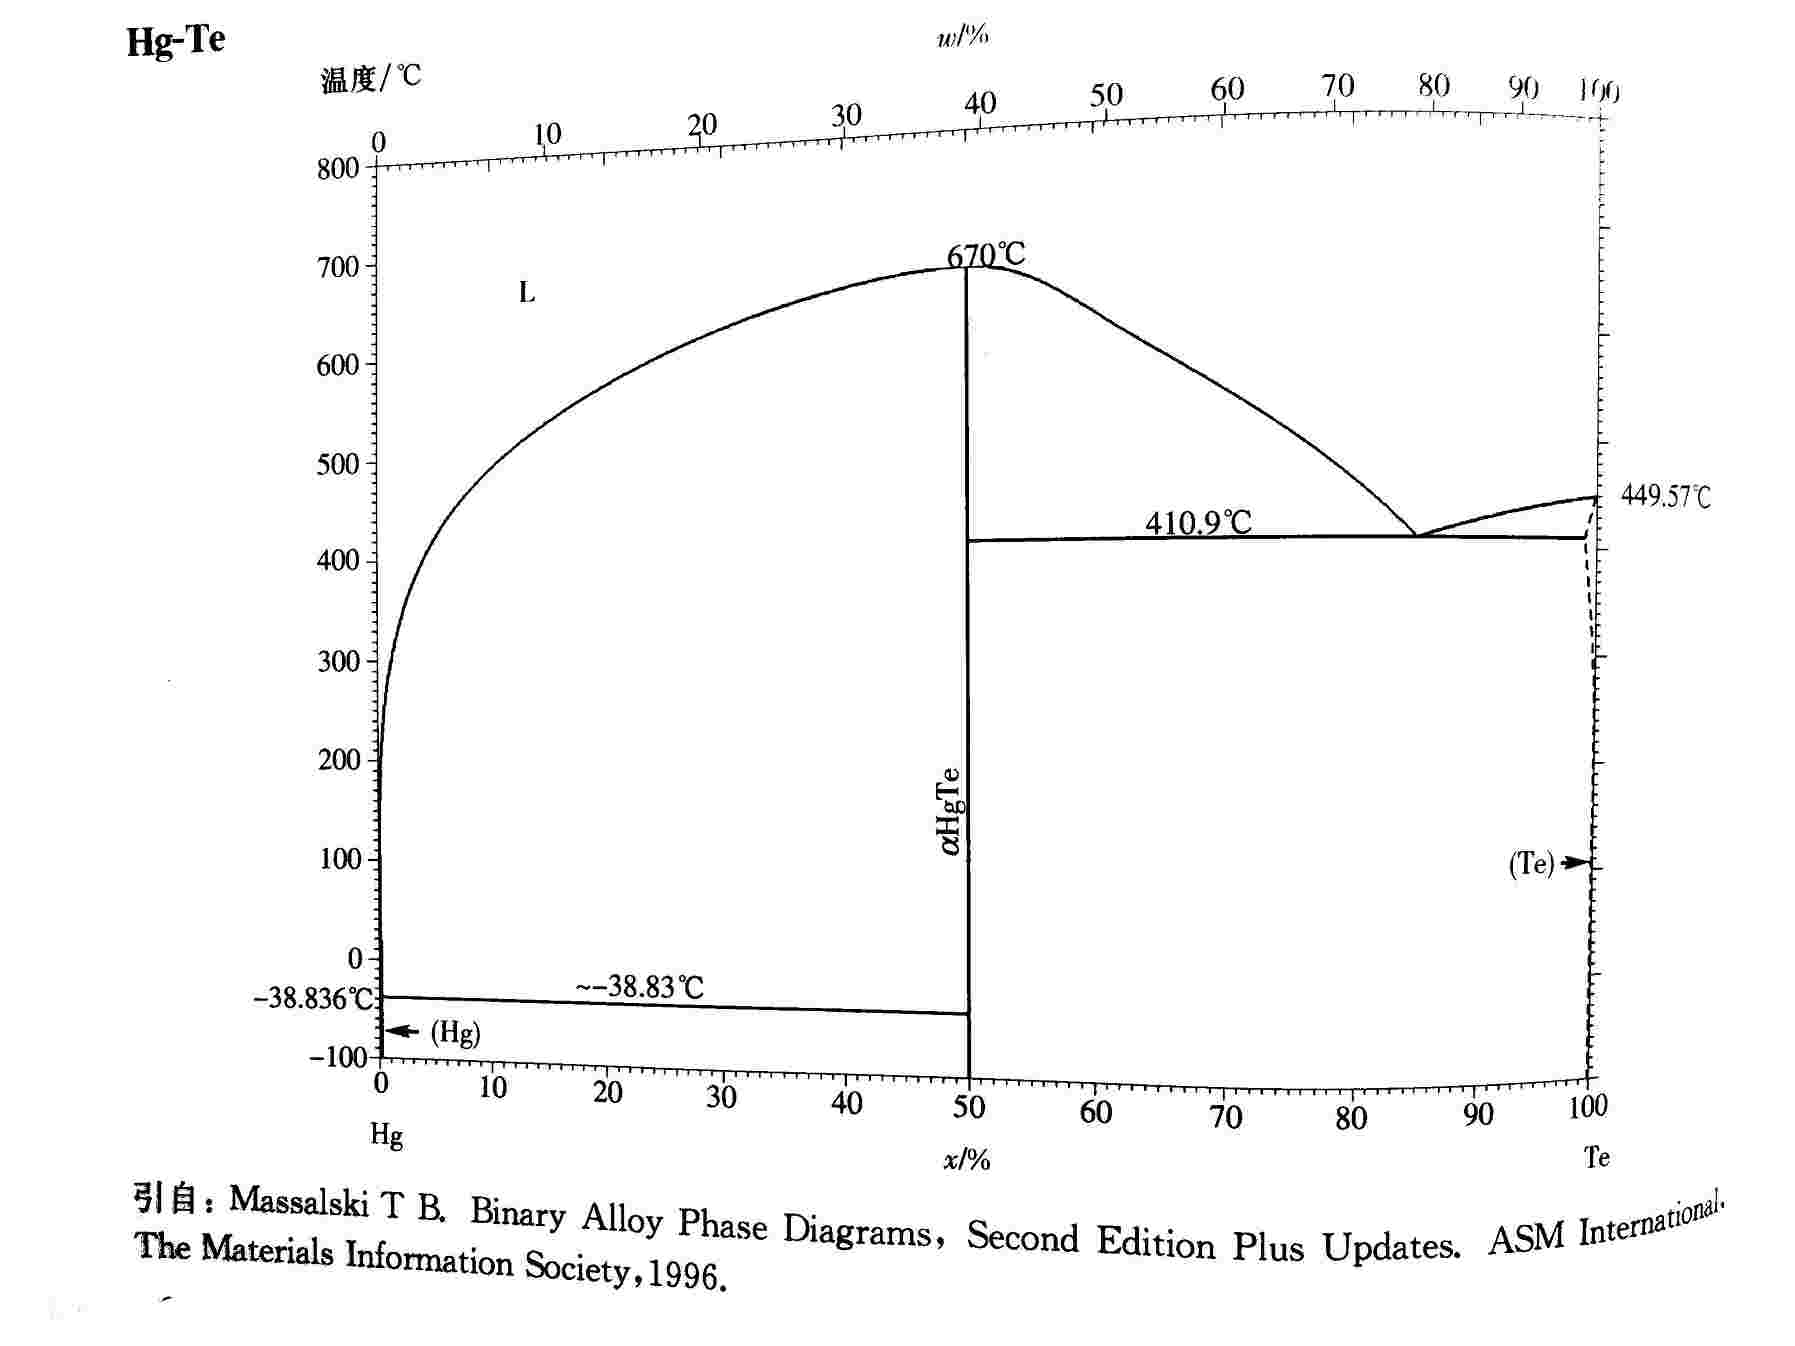 Hg-Te
w/%
温度/℃
0 10 20 30 40 50 60 70 80 90 100
800
700
600
500
400
300
200
100
0
-38.836℃
-100
L
670℃
410.9℃
449.57℃
αHgTe
(Te)
~-38.83℃
(Hg)
0 10 20 30 40 50 60 70 80 90 100
Hg
x/%
Te
引自：Massalski T B. Binary Alloy Phase Diagrams, Second Edition Plus Updates. ASM International.
The Materials Information Society,1996.